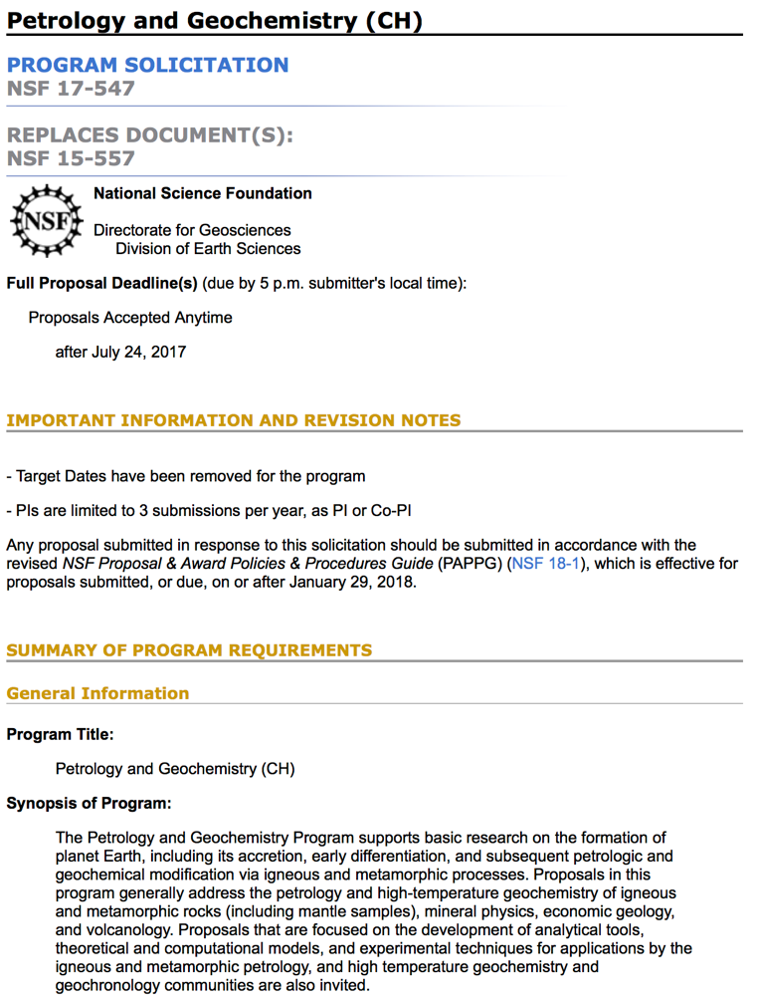 Petrology and Geochemistry (CH)
PROGRAM SOLICITATION
NSF 17-547
REPLACES DOCUMENT(S):
NSF 15-557
NSF
National Science Foundation
Directorate for Geosciences
Division of Earth Sciences
Full Proposal Deadline(s) (due by 5 p.m. submitter's local time):
Proposals Accepted Anytime
after July 24, 2017
IMPORTANT INFORMATION AND REVISION NOTES
- Target Dates have been removed for the program
- PIs are limited to 3 submissions per year, as PI or Co-PI
Any proposal submitted in response to this solicitation should be submitted in accordance with the
revised NSF Proposal & Award Policies & Procedures Guide (PAPPG) (NSF 18-1), which is effective for
proposals submitted, or due, on or after January 29, 2018.
SUMMARY OF PROGRAM REQUIREMENTS
General Information
Program Title:
Petrology and Geochemistry (CH)
Synopsis of Program:
The Petrology and Geochemistry Program supports basic research on the formation of
planet Earth, including its accretion, early differentiation, and subsequent petrologic and
geochemical modification via igneous and metamorphic processes. Proposals in this
program generally address the petrology and high-temperature geochemistry of igneous
and metamorphic rocks (including mantle samples), mineral physics, economic geology,
and volcanology. Proposals that are focused on the development of analytical tools,
theoretical and computational models, and experimental techniques for applications by the
igneous and metamorphic petrology, and high temperature geochemistry and
geochronology communities are also invited.